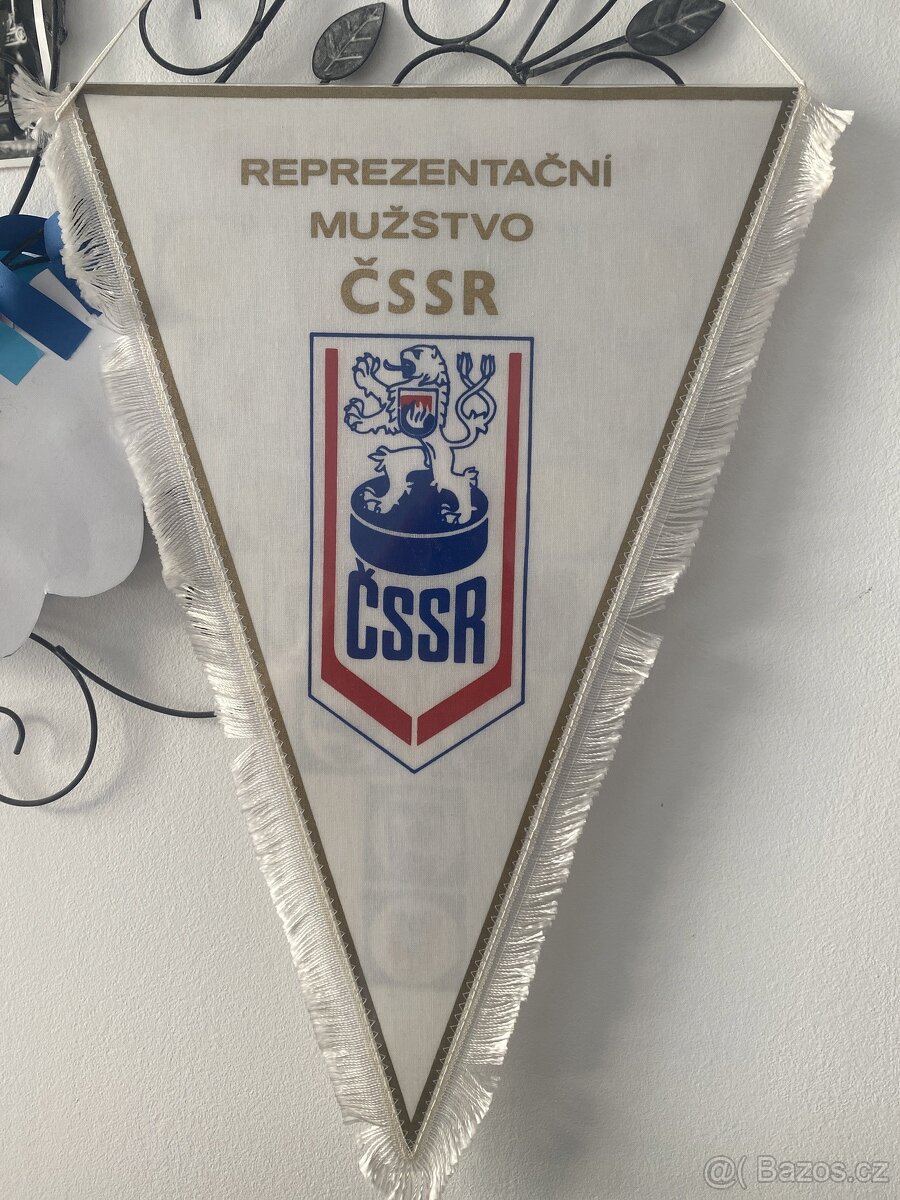 REPREZENTAČNÍ
MUŽSTVO
ČSSR
ČSSR
@( Bazos.cz